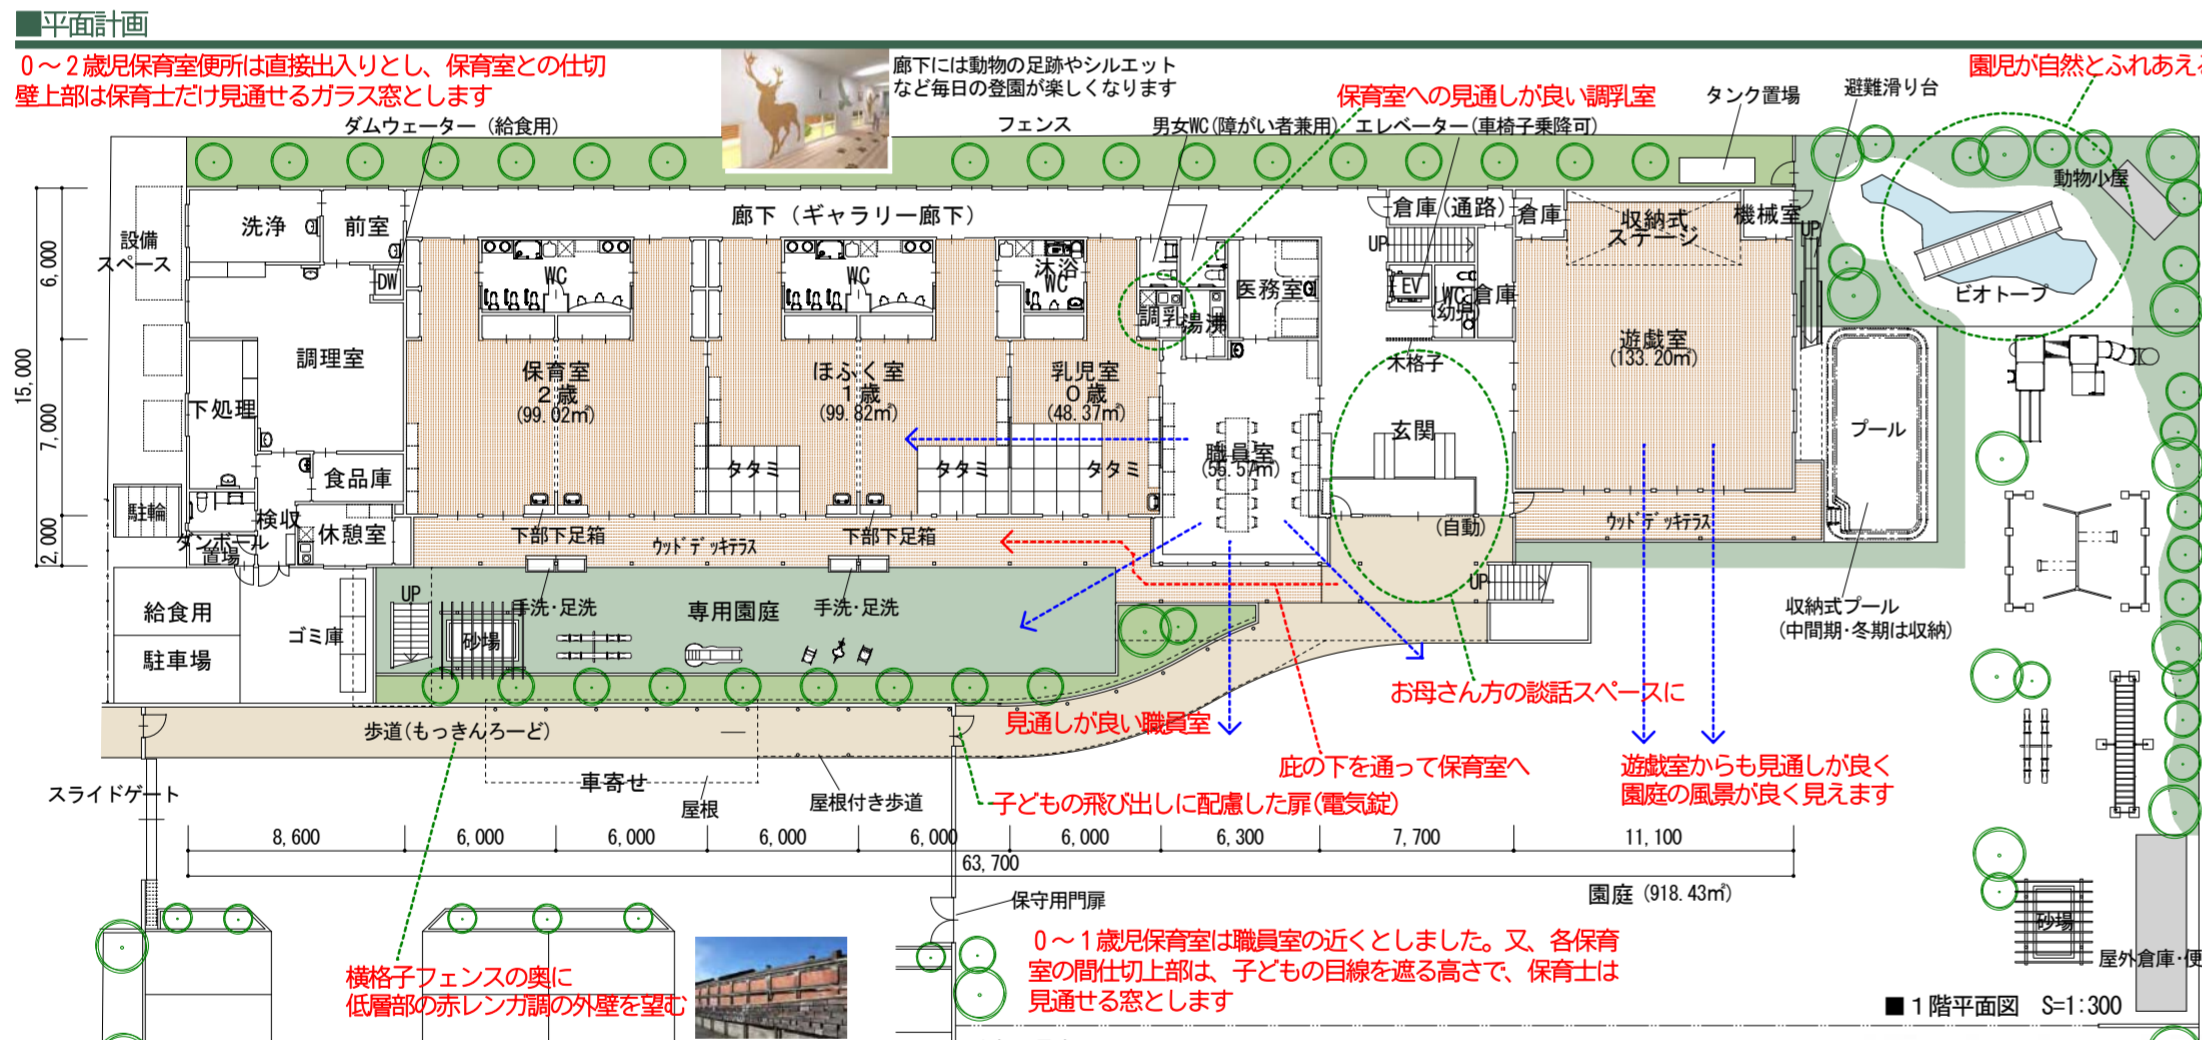 ■平面計画
0～2歳児保育室便所は直接出入りとし、保育室との仕切
壁上部は保育士だけ見通せるガラス窓とします
廊下には動物の足跡やシルエット
など毎日の登園が楽しくなります
園児が自然とふれあえる
保育室への見通しが良い調乳室
タンク置場
避難滑り台
ダムウェーター（給食用）
フェンス
男女WC(障がい者兼用)
エレベーター(車椅子乗降可)
動物小屋
洗浄
前室
廊下（ギャラリー廊下）
倉庫(通路)
倉庫
収納式
ステージ
機械室
UP
設備
スペース
UP
DW
WC
WC
沐浴
WC
医務室
EV
WC
(幼児)
倉庫
ビオトープ
調乳
湯沸
6,000
15,000
7,000
2,000
調理室
保育室
2歳
(99.02㎡)
ほふく室
1歳
(99.82㎡)
乳児室
0歳
(48.37㎡)
木格子
遊戯室
(133.20㎡)
下処理
玄関
プール
職員室
(55.57㎡)
タタミ
タタミ
タタミ
食品庫
駐輪
検収
休憩室
ダンボール
置場
下部下足箱
ウッドデッキテラス
下部下足箱
(自動)
ウッドデッキテラス
UP
UP
給食用
駐車場
ゴミ庫
手洗・足洗
専用園庭
手洗・足洗
砂場
収納式プール
(中間期・冬期は収納)
お母さん方の談話スペースに
見通しが良い職員室
歩道(もっきんろーど)
庇の下を通って保育室へ
遊戯室からも見通しが良く
園庭の風景が良く見えます
車寄せ
スライドゲート
屋根
屋根付き歩道
子どもの飛び出しに配慮した扉(電気錠)
8,600
6,000
6,000
6,000
6,000
6,000
6,300
7,700
11,100
63,700
園庭 (918.43㎡)
保守用門扉
0～1歳児保育室は職員室の近くとしました。又、各保育
室の間仕切上部は、子どもの目線を遮る高さで、保育士は
見通せる窓とします
横格子フェンスの奥に
低層部の赤レンガ調の外壁を望む
砂場
屋外倉庫・便
■1階平面図 S=1:300